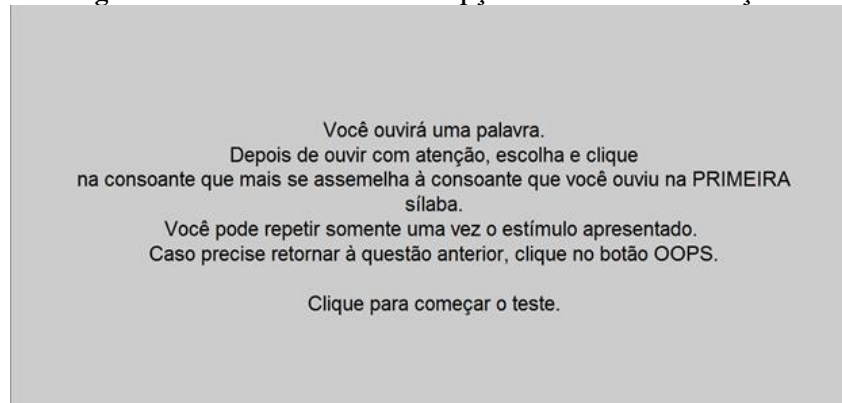 Você ouvirá uma palavra.
Depois de ouvir com atenção, escolha e clique
na consoante que mais se assemelha à consoante que você ouviu na PRIMEIRA
sílaba.
Você pode repetir somente uma vez o estímulo apresentado.
Caso precise retornar à questão anterior, clique no botão OOPS.
Clique para começar o teste.